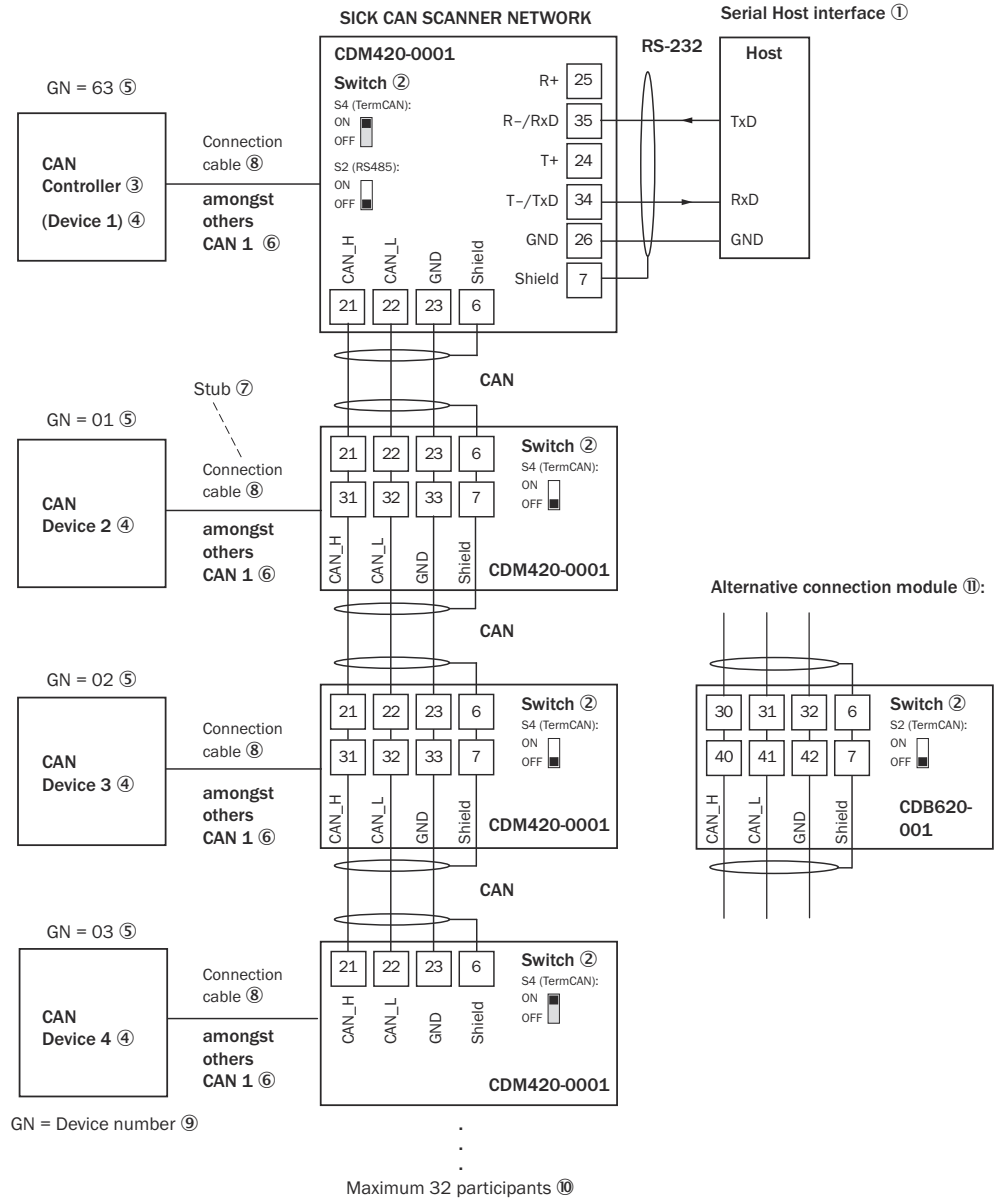 SICK CAN SCANNER NETWORK
Serial Host interface ①
CDM420-0001
Switch ②
S4 (TermCAN):
ON
OFF
S2 (RS485):
ON
OFF
R+ 25
R–/RxD 35
T+ 24
T–/TxD 34
GND 26
Shield 7
RS-232
Host
TxD
RxD
GND
GN = 63 ⑤
CAN
Controller ③
(Device 1) ④
Connection
cable ⑧
amongst
others
CAN 1 ⑥
CAN_H
CAN_L
GND
Shield
21 22 23 6
CAN
Stub ⑦
GN = 01 ⑤
CAN
Device 2 ④
Connection
cable ⑧
amongst
others
CAN 1 ⑥
21 22 23 6
31 32 33 7
CAN_H
CAN_L
GND
Shield
Switch ②
S4 (TermCAN):
ON
OFF
CDM420-0001
CAN
GN = 02 ⑤
CAN
Device 3 ④
Connection
cable ⑧
amongst
others
CAN 1 ⑥
21 22 23 6
31 32 33 7
CAN_H
CAN_L
GND
Shield
Switch ②
S4 (TermCAN):
ON
OFF
CDM420-0001
CAN
Alternative connection module ⑪:
30 31 32 6
40 41 42 7
CAN_H
CAN_L
GND
Shield
Switch ②
S2 (TermCAN):
ON
OFF
CDB620-
001
GN = 03 ⑤
CAN
Device 4 ④
Connection
cable ⑧
amongst
others
CAN 1 ⑥
21 22 23 6
CAN_H
CAN_L
GND
Shield
Switch ②
S4 (TermCAN):
ON
OFF
CDM420-0001
GN = Device number ⑨
.
.
.
Maximum 32 participants ⑩